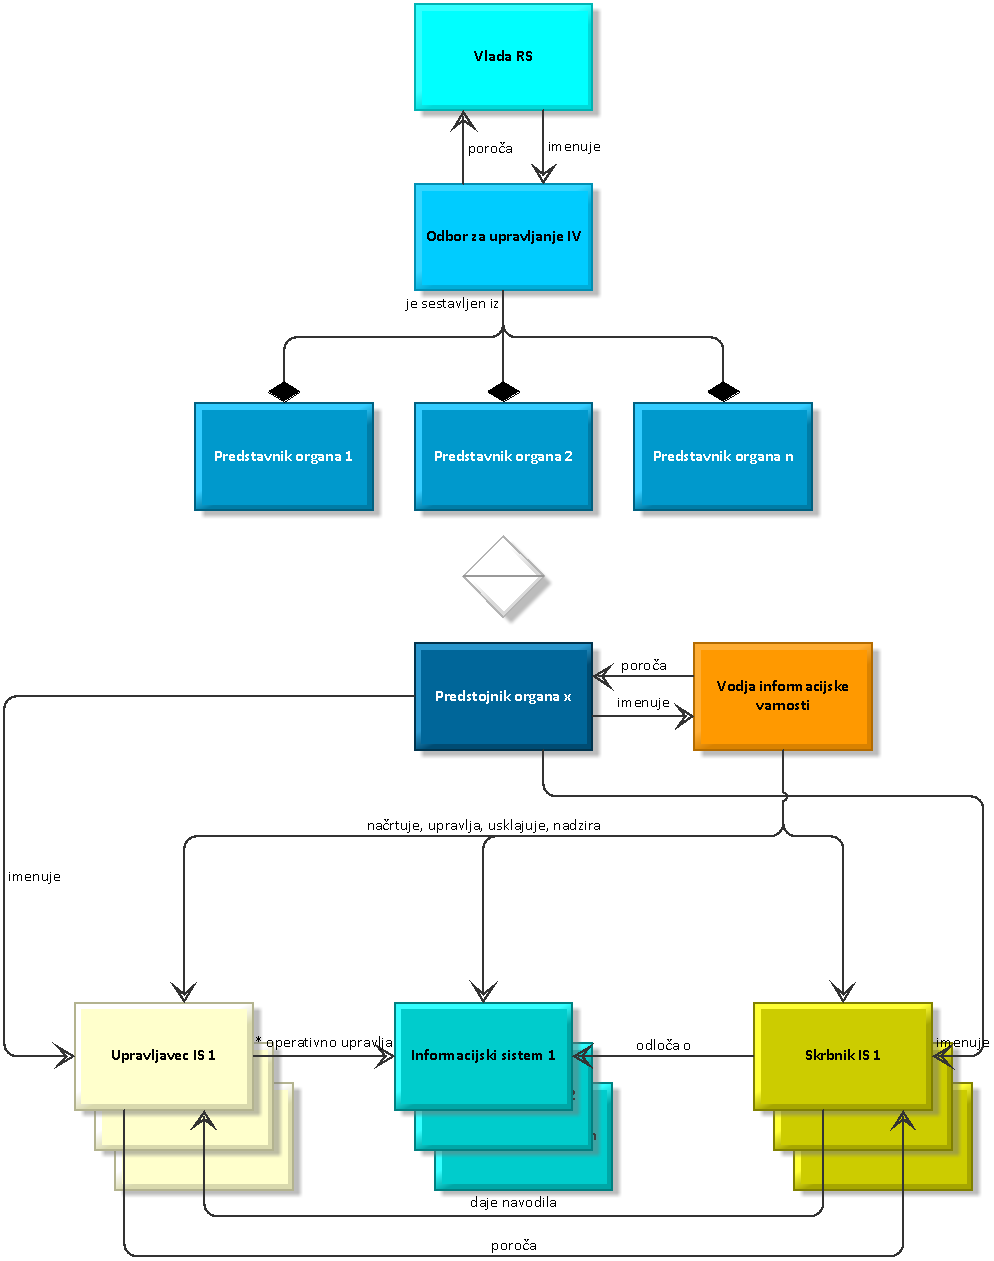 Vlada RS
poroča
imenuje
Odbor za upravljanje IV
je sestavljen iz
Predstavnik organa 1
Predstavnik organa 2
Predstavnik organa n
Predstojnik organa x
poroča
imenuje
Vodja informacijske
varnosti
načrtuje, upravlja, usklajuje, nadzira
imenuje
Upravljavec IS 1
* operativno upravlja
Informacijski sistem 1
odloča o
Skrbnik IS 1
imenuje
daje navodila
poroča